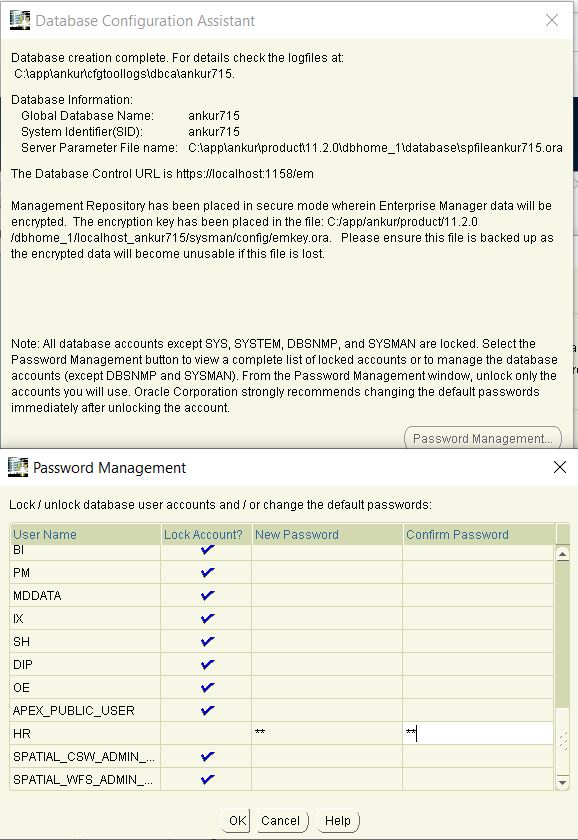 Database Configuration Assistant
Database creation complete. For details check the logfiles at:
C:\app\ankur\cfgtoollogs\dbca\ankur715.
Database Information:
Global Database Name: ankur715
System Identifier(SID): ankur715
Server Parameter File name: C:\app\ankur\product\11.2.0\dbhome_1\database\spfileankur715.ora
The Database Control URL is https://localhost:1158/em
Management Repository has been placed in secure mode wherein Enterprise Manager data will be
encrypted. The encryption key has been placed in the file: C:/app/ankur/product/11.2.0
/dbhome_1/localhost_ankur715/sysman/config/emkey.ora. Please ensure this file is backed up as
the encrypted data will become unusable if this file is lost.
Note: All database accounts except SYS, SYSTEM, DBSNMP, and SYSMAN are locked. Select the
Password Management button to view a complete list of locked accounts or to manage the database
accounts (except DBSNMP and SYSMAN). From the Password Management window, unlock only the
accounts you will use. Oracle Corporation strongly recommends changing the default passwords
immediately after unlocking the account.
Password Management...
Password Management
Lock / unlock database user accounts and / or change the default passwords:
User Name Lock Account? New Password Confirm Password
BI
PM
MDDATA
IX
SH
DIP
OE
APEX_PUBLIC_USER
HR ** **
SPATIAL_CSW_ADMIN_...
SPATIAL_WFS_ADMIN_...
OK Cancel Help